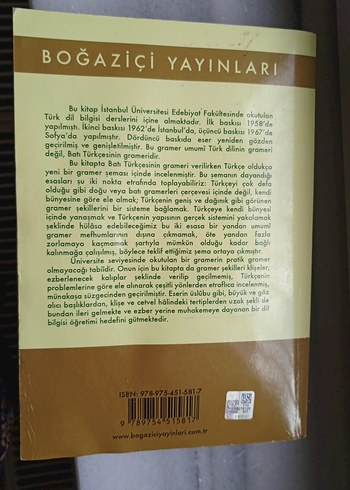 BOĞAZİÇİ YAYINLARI
Bu kitap İstanbul Üniversitesi Edebiyat Fakültesinde okutulan
Türk dil bilgisi derslerini içine almaktadır. İlk baskısı 1958'de
yapılmıştı. İkinci baskısı 1962'de İstanbul'da, üçüncü baskısı 1967'de
Sofya'da yapılmıştır. Dördüncü baskıda eser yeniden gözden
geçirilmiş ve genişletilmiştir. Bu gramer umumî Türk dilinin grameri
değil, Batı Türkçesinin grameridir.
Bu kitapta Batı Türkçesinin grameri verilirken Türkçe oldukça
yeni bir gramer şeması içinde incelenmiştir. Bu şemanın dayandığı
esasları şu iki nokta etrafında toplayabiliriz: Türkçeyi çok defa
olduğu gibi doğu veya batı gramerleri çerçevesi içinde değil, kendi
bünyesine göre ele almak; Türkçenin geniş ve dağınık gibi görünen
gramer şekillerini bir sisteme bağlamak. Türkçeye kendi bünyesi
içinde yanaşmak ve Türkçenin yapısının gerçek sistemini yakalamak
şeklinde hülâsa edebileceğimiz bu iki esasa bir yandan umumî
gramer mefhumlarının dışına çıkmamak, öte yandan fazla
zorlamaya kaçmamak şartıyla mümkün olduğu kadar bağlı
kalınmağa çalışılmış, böylece teklif ettiğimiz şema ortaya çıkmıştır.
Üniversite seviyesinde okutulan bir gramerin pratik gramer
olmayacağı tabiîdir. Onun için bu kitapta da gramer şekilleri klişeler,
ezberlenecek kalıplar şeklinde verilip geçilmemiş, Türkçenin
problemlerine göre ele alınarak çeşitli yönlerden etraflıca incelenmiş,
münakaşa süzgecinden geçirilmiştir. Eserin üslûbu gibi, büyük ve göz
alıcı başlıklardan, klişe ve cetvel hâlindeki tertiplerden uzak şekli de
bundan ileri gelmekte ve ezber yerine muhakemeye dayanan bir dil
bilgisi öğretimi hedefini gütmektedir.
ISBN: 978-975-451-581-7
9 789754 515817
www.bogaziciyayinlari.com.tr